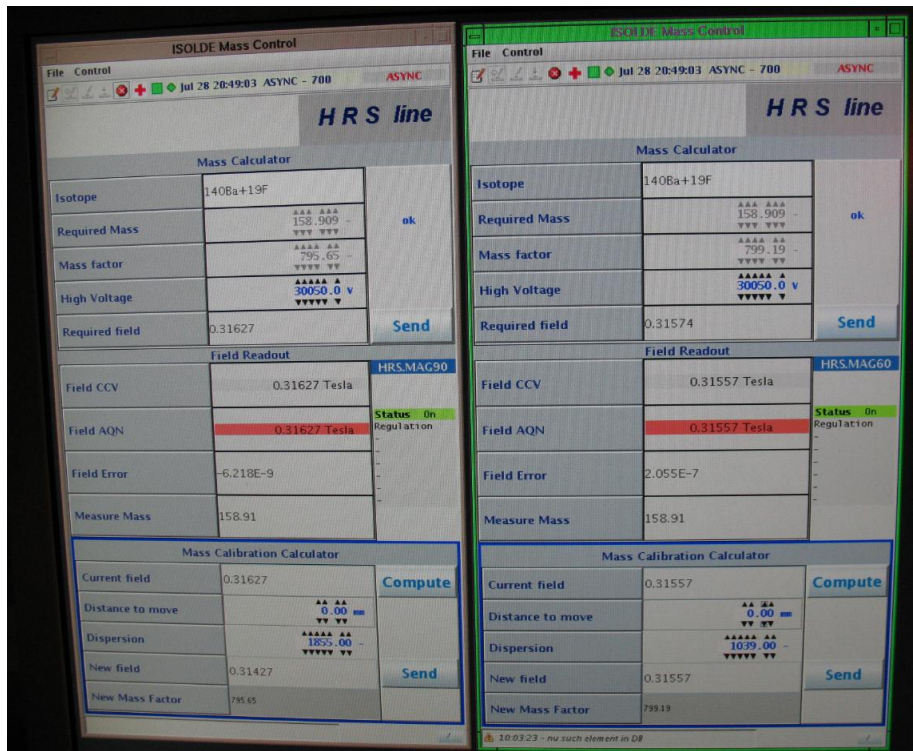 ISOLDE Mass Control
File Control
Jul 28 20:49:03 ASYNC - 700 ASYNC
HRS line
Mass Calculator
Isotope 140Ba+19F
Required Mass 158.909 - ok
Mass factor 795.65 -
High Voltage 30050.0 V
Required field 0.31627 Send
Field Readout
HRS.MAG90
Field CCV 0.31627 Tesla
Status On
Field AQN 0.31627 Tesla Regulation
Field Error -6.218E-9
Measure Mass 158.91
Mass Calibration Calculator
Current field 0.31627 Compute
Distance to move 0.00 mm
Dispersion 1855.00 -
New field 0.31427 Send
New Mass Factor 795.65
ISOLDE Mass Control
File Control
Jul 28 20:49:03 ASYNC - 700 ASYNC
HRS line
Mass Calculator
Isotope 140Ba+19F
Required Mass 158.909 - ok
Mass factor 799.19 -
High Voltage 30050.0 V
Required field 0.31574 Send
Field Readout
HRS.MAG60
Field CCV 0.31557 Tesla
Status On
Field AQN 0.31557 Tesla Regulation
Field Error 2.055E-7
Measure Mass 158.91
Mass Calibration Calculator
Current field 0.31557 Compute
Distance to move 0.00 mm
Dispersion 1039.00 -
New field 0.31557 Send
New Mass Factor 799.19
10:03:23 - nu such element in DB